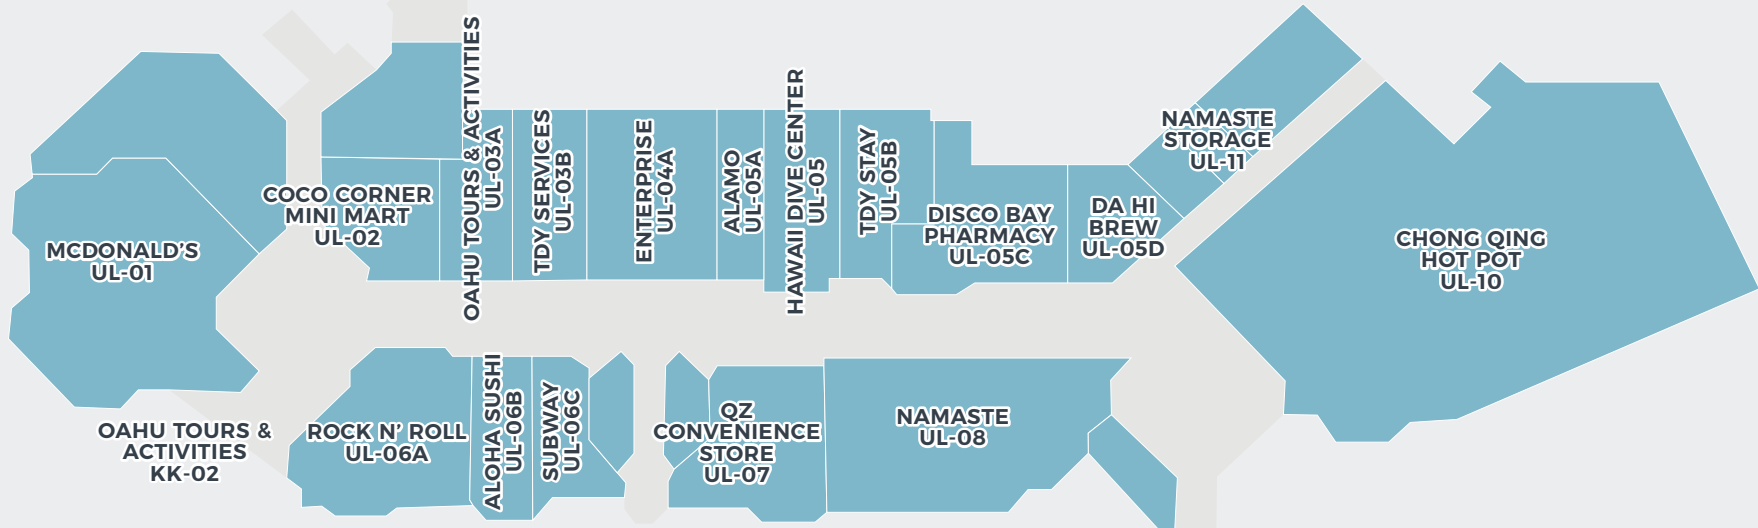 MCDONALD'S
UL-01
COCO CORNER
MINI MART
UL-02
OAHU TOURS & ACTIVITIES
UL-03A
TDY SERVICES
UL-03B
ENTERPRISE
UL-04A
ALAMO
UL-05A
HAWAII DIVE CENTER
UL-05
TDY STAY
UL-05B
DISCO BAY
PHARMACY
UL-05C
DA HI
BREW
UL-05D
NAMASTE
STORAGE
UL-11
CHONG QING
HOT POT
UL-10
OAHU TOURS &
ACTIVITIES
KK-02
ROCK N' ROLL
UL-06A
ALOHA SUSHI
UL-06B
SUBWAY
UL-06C
QZ
CONVENIENCE
STORE
UL-07
NAMASTE
UL-08